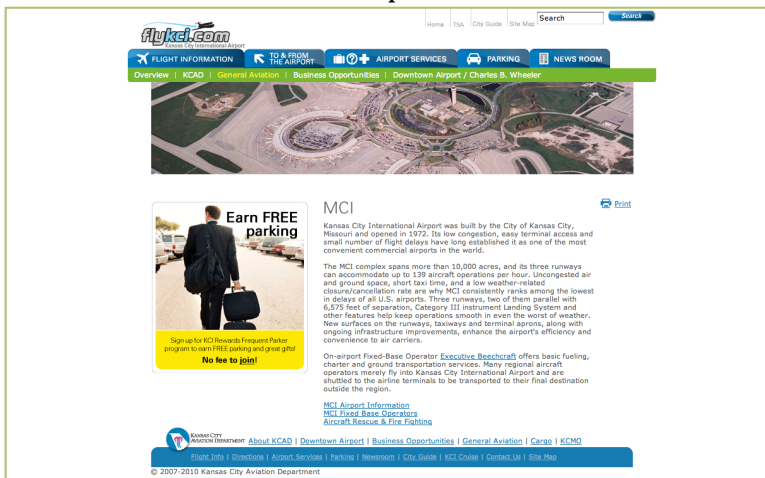 Home TSA City Guide Site Map Search Search
flykci.com
Kansas City International Airport
FLIGHT INFORMATION TO & FROM THE AIRPORT AIRPORT SERVICES PARKING NEWS ROOM
Overview | KCAD | General Aviation | Business Opportunities | Downtown Airport / Charles B. Wheeler
Earn FREE
parking
Sign up for KCI Rewards Frequent Parker
program to earn FREE parking and great gifts!
No fee to join!
MCI
Print
Kansas City International Airport was built by the City of Kansas City,
Missouri and opened in 1972. Its low congestion, easy terminal access and
small number of flight delays have long established it as one of the most
convenient commercial airports in the world.
The MCI complex spans more than 10,000 acres, and its three runways
can accommodate up to 139 aircraft operations per hour. Uncongested air
and ground space, short taxi time, and a low weather-related
closure/cancellation rate are why MCI consistently ranks among the lowest
in delays of all U.S. airports. Three runways, two of them parallel with
6,575 feet of separation, Category III instrument Landing System and
other features help keep operations smooth in even the worst of weather.
New surfaces on the runways, taxiways and terminal aprons, along with
ongoing infrastructure improvements, enhance the airport's efficiency and
convenience to air carriers.
On-airport Fixed-Base Operator Executive Beechcraft offers basic fueling,
charter and ground transportation services. Many regional aircraft
operators merely fly into Kansas City International Airport and are
shuttled to the airline terminals to be transported to their final destination
outside the region.
MCI Airport Information
MCI Fixed Base Operators
Aircraft Rescue & Fire Fighting
KANSAS CITY
AVIATION DEPARTMENT About KCAD | Downtown Airport | Business Opportunities | General Aviation | Cargo | KCMO
Flight Info | Directions | Airport Services | Parking | Newsroom | City Guide | KCI Cruise | Contact Us | Site Map
© 2007-2010 Kansas City Aviation Department